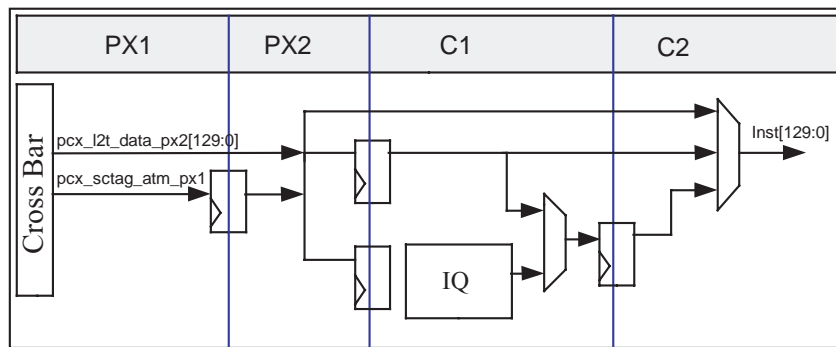 PX1 PX2 C1 C2
Cross Bar
pcx_l2t_data_px2[129:0]
pcx_sctag_atm_px1
Inst[129:0]
IQ